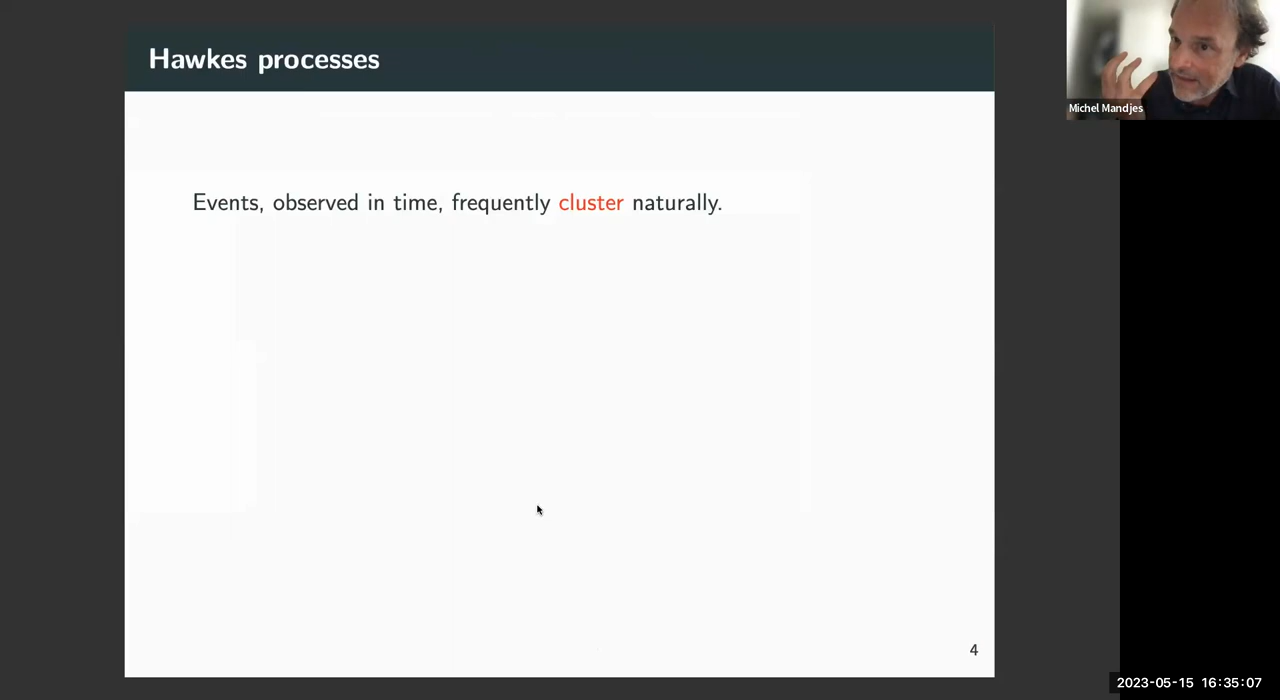 Hawkes processes
Michel Mandjes
Events, observed in time, frequently cluster naturally.
4
2023-05-15 16:35:07